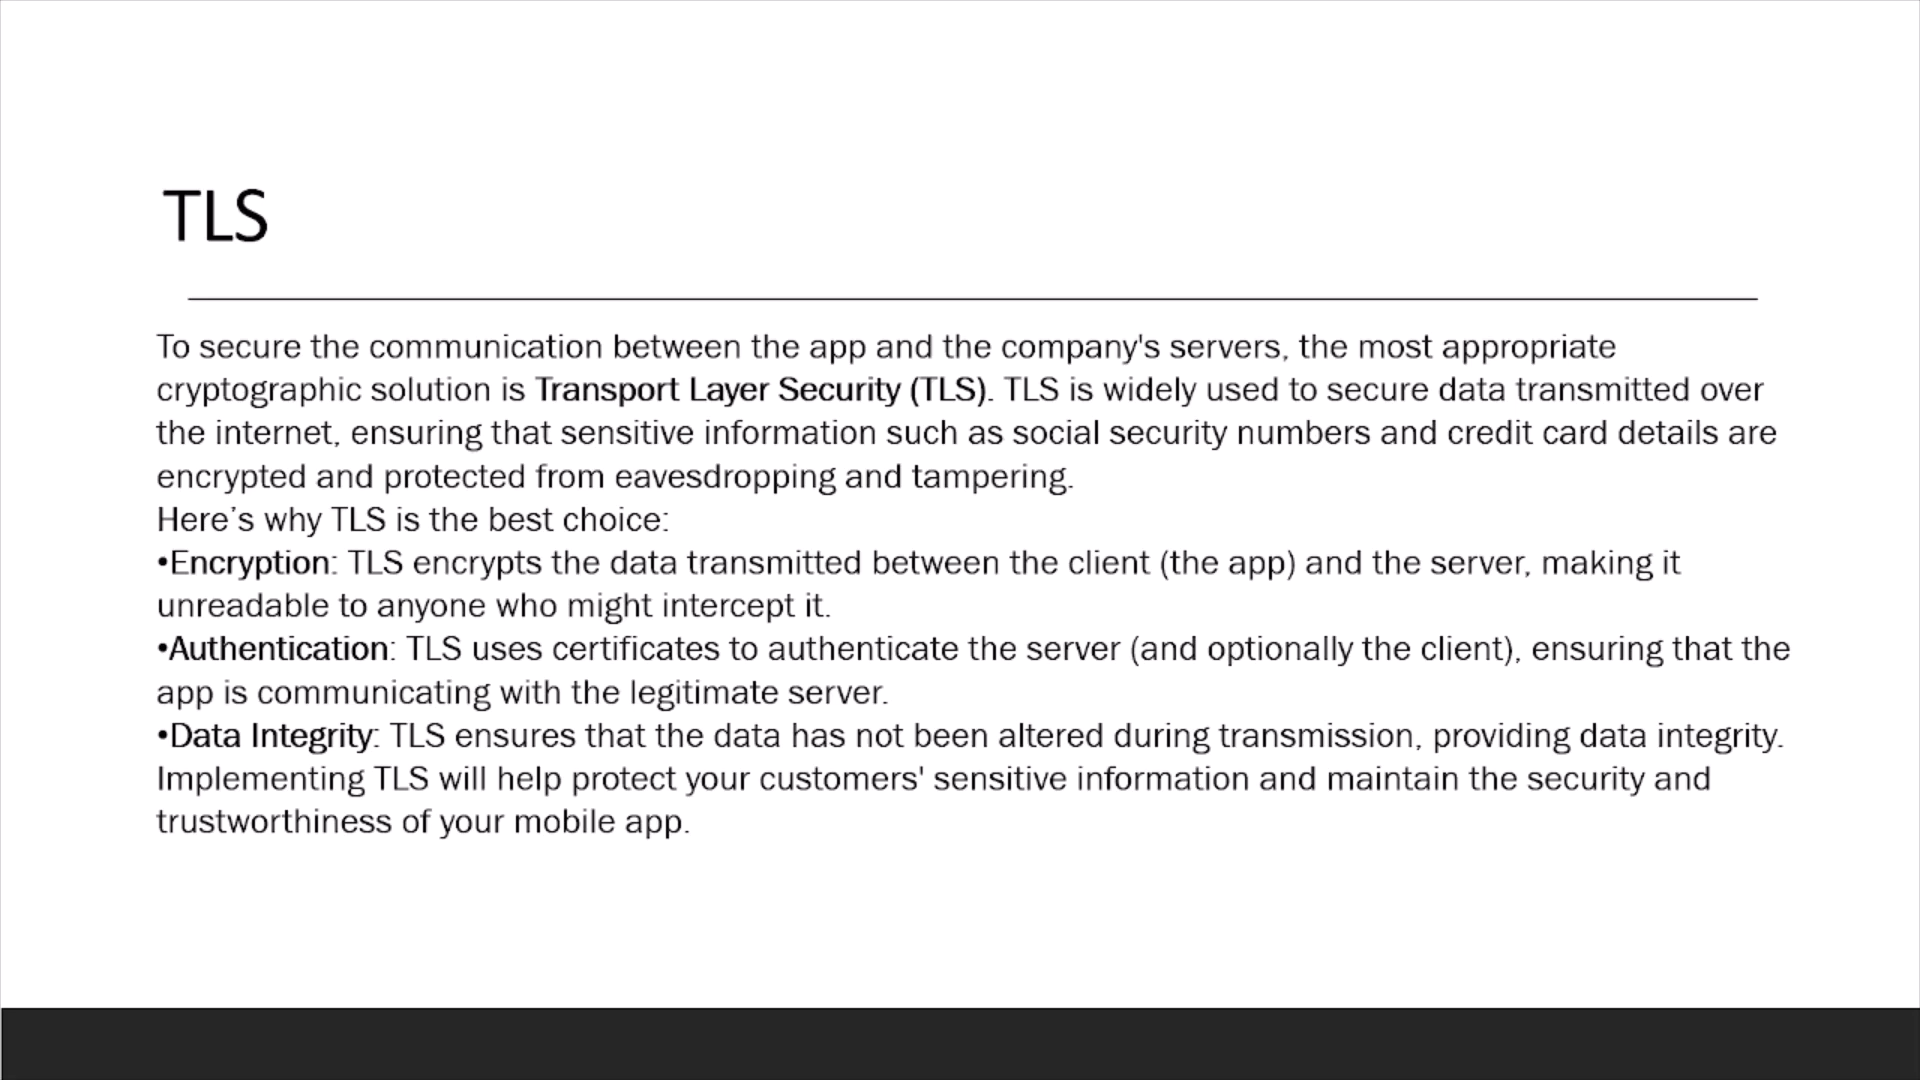 TLS
To secure the communication between the app and the company's servers, the most appropriate
cryptographic solution is Transport Layer Security (TLS). TLS is widely used to secure data transmitted over
the internet, ensuring that sensitive information such as social security numbers and credit card details are
encrypted and protected from eavesdropping and tampering.
Here’s why TLS is the best choice:
•Encryption: TLS encrypts the data transmitted between the client (the app) and the server, making it
unreadable to anyone who might intercept it.
•Authentication: TLS uses certificates to authenticate the server (and optionally the client), ensuring that the
app is communicating with the legitimate server.
•Data Integrity: TLS ensures that the data has not been altered during transmission, providing data integrity.
Implementing TLS will help protect your customers' sensitive information and maintain the security and
trustworthiness of your mobile app.